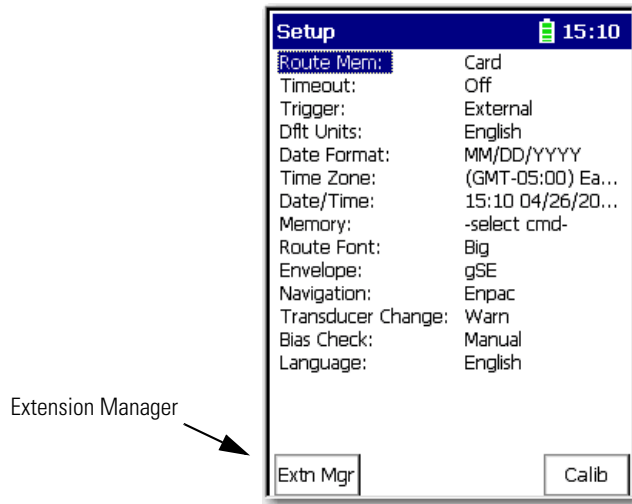 Setup 15:10
Route Mem: Card
Timeout: Off
Trigger: External
Dflt Units: English
Date Format: MM/DD/YYYY
Time Zone: (GMT-05:00) Ea...
Date/Time: 15:10 04/26/20...
Memory: -select cmd-
Route Font: Big
Envelope: gSE
Navigation: Enpac
Transducer Change: Warn
Bias Check: Manual
Language: English
Extension Manager
Extn Mgr Calib